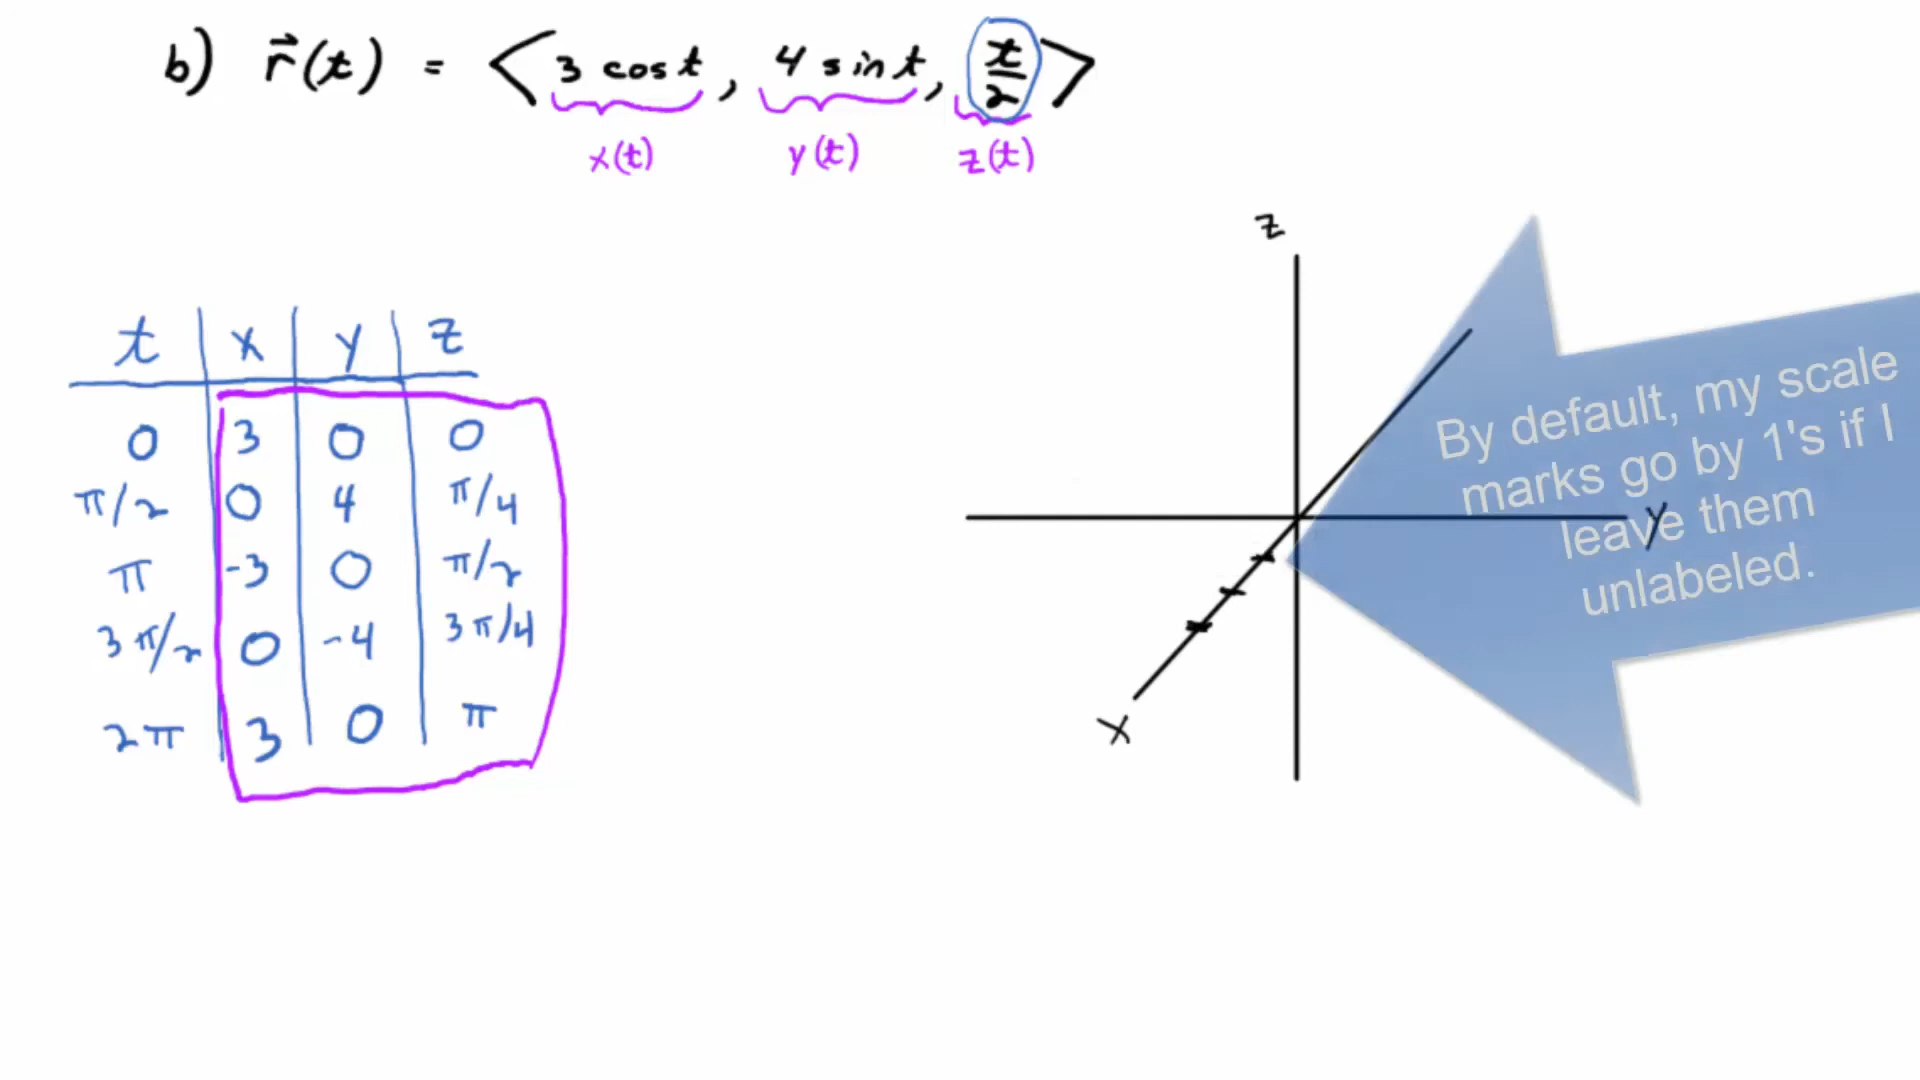 b) r⃗(t) = <3 cos t, 4 sin t, t/2>
x(t) y(t) z(t)
z
t x y z
0 3 0 0
π/2 0 4 π/4
π -3 0 π/2
3π/2 0 -4 3π/4
2π 3 0 π
By default, my scale
marks go by 1's if I
leave them
unlabeled.
y
x